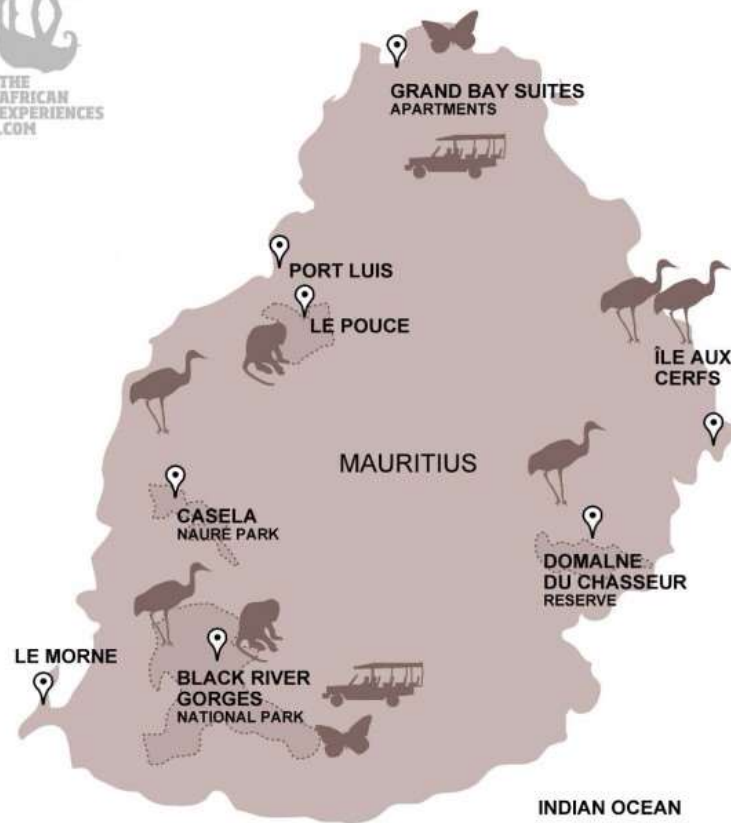 THE
AFRICAN
EXPERIENCES
.COM
GRAND BAY SUITES
APARTMENTS
PORT LUIS
LE POUCE
ÎLE AUX
CERFS
MAURITIUS
CASELA
NAURE PARK
DOMALNE
DU CHASSEUR
RESERVE
LE MORNE
BLACK RIVER
GORGES
NATIONAL PARK
INDIAN OCEAN